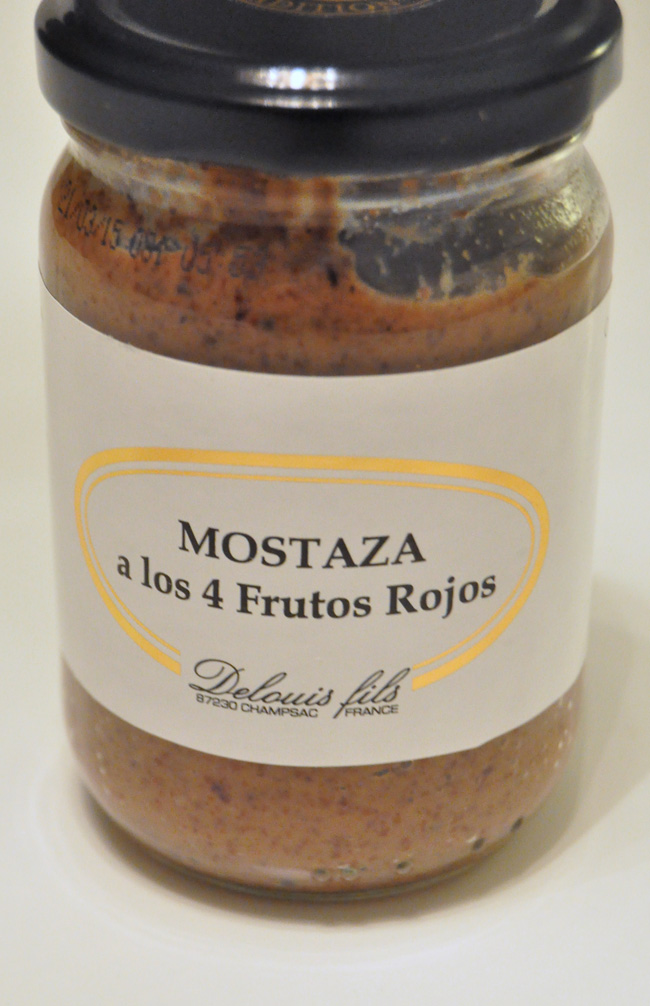 MOSTAZA
a los 4 Frutos Rojos
Delouis fils
87230 CHAMPSAC FRANCE